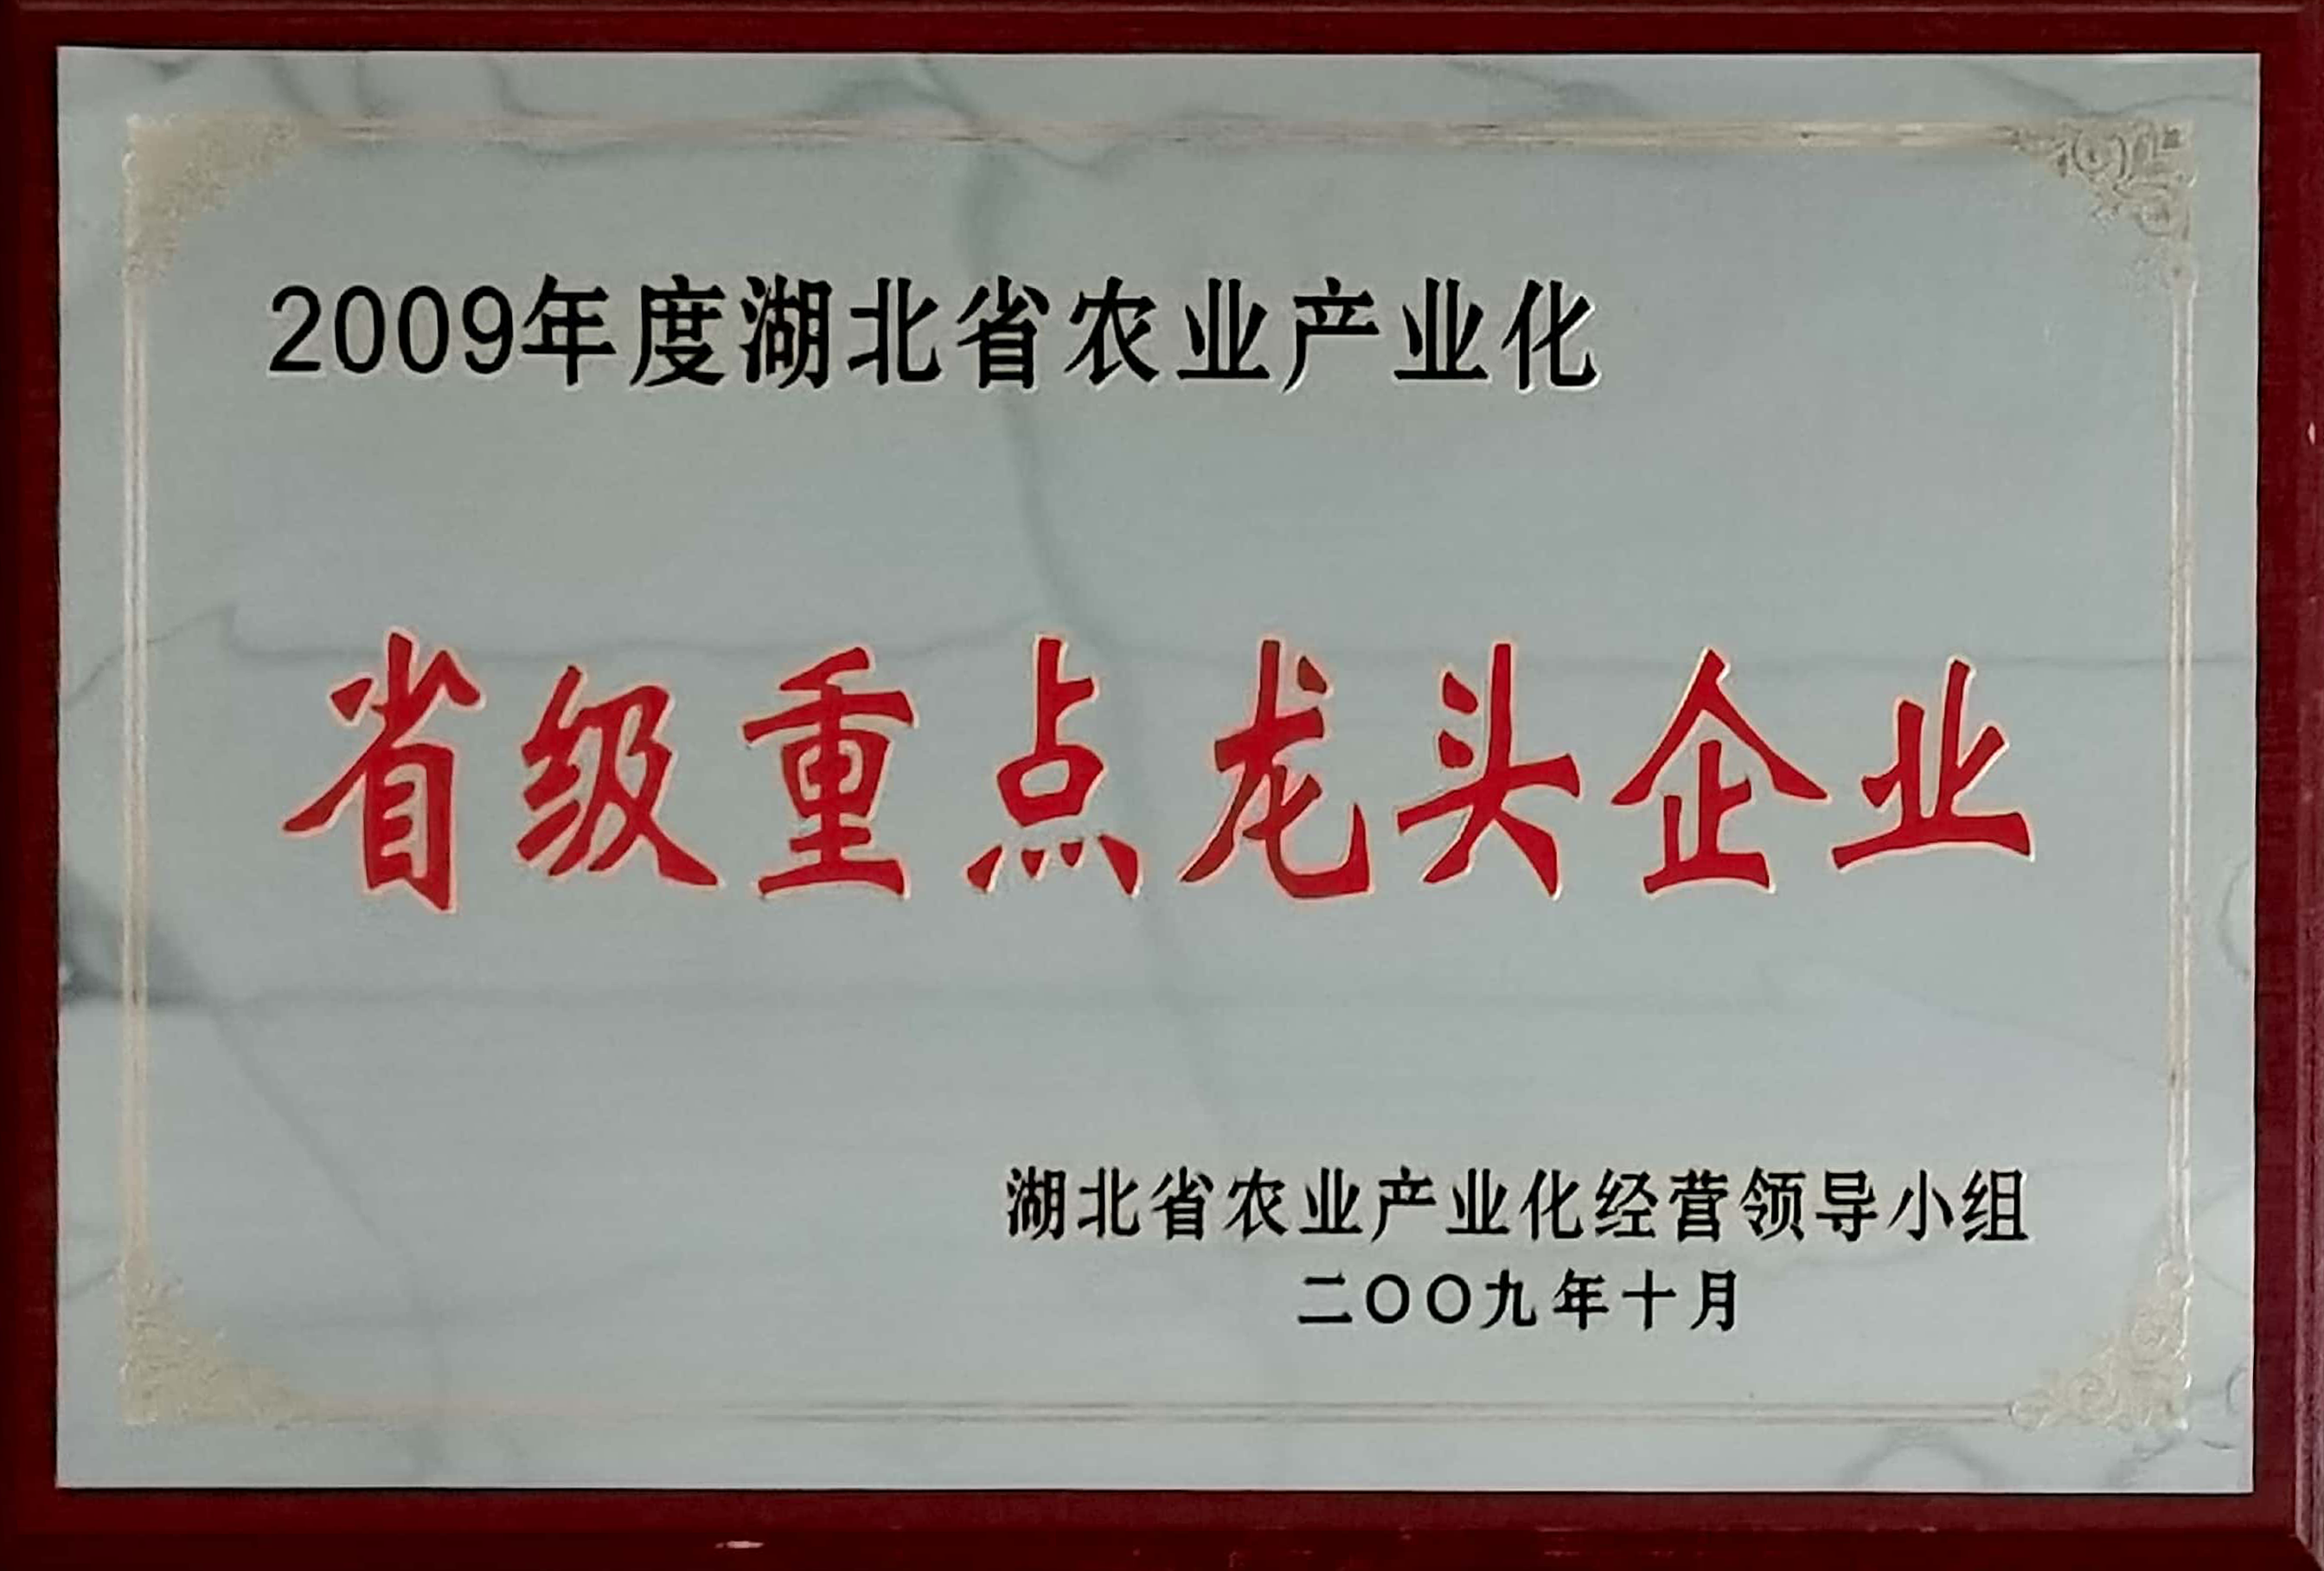 2009年度湖北省农业产业化
省级重点龙头企业
湖北省农业产业化经营领导小组
二〇〇九年十月